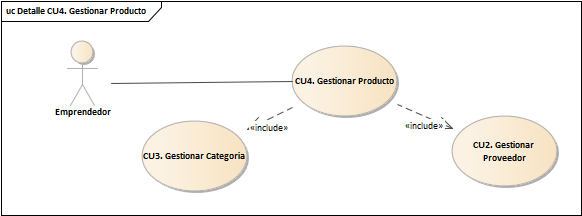 uc Detalle CU4. Gestionar Producto
Emprendedor
CU4. Gestionar Producto
«include»
«include»
CU3. Gestionar Categoria
CU2. Gestionar
Proveedor